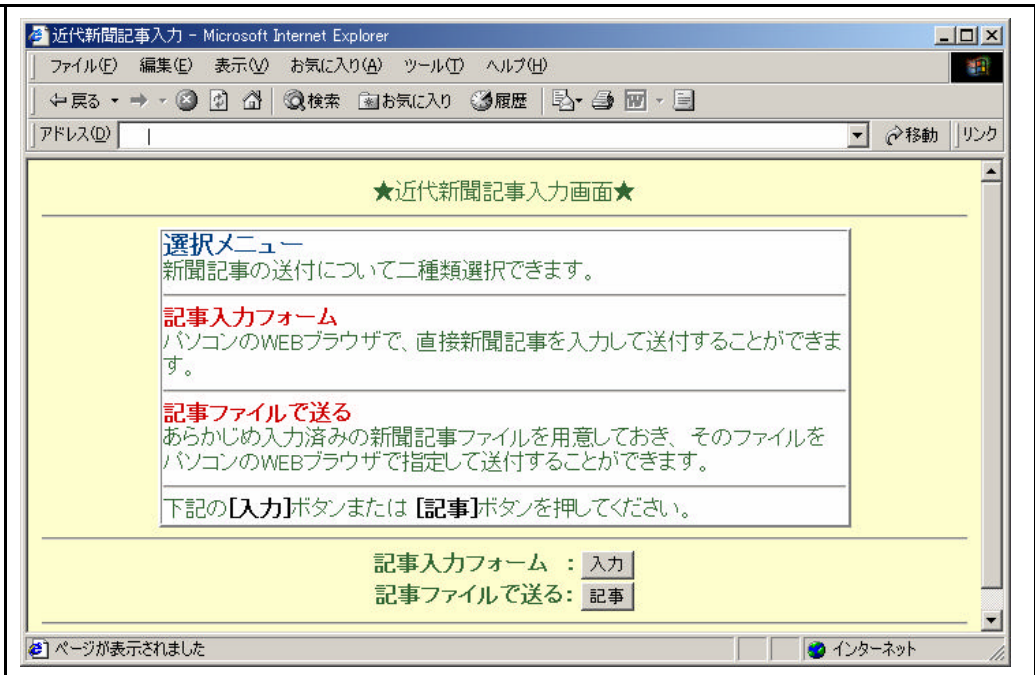 近代新聞記事入力 - Microsoft Internet Explorer
ファイル(F) 編集(E) 表示(V) お気に入り(A) ツール(T) ヘルプ(H)
戻る 検索 お気に入り 履歴
アドレス(D) 移動 リンク
★近代新聞記事入力画面★
選択メニュー
新聞記事の送付について二種類選択できます。
記事入力フォーム
パソコンのWEBブラウザで、直接新聞記事を入力して送付することができま
す。
記事ファイルで送る
あらかじめ入力済みの新聞記事ファイルを用意しておき、そのファイルを
パソコンのWEBブラウザで指定して送付することができます。
下記の[入力]ボタンまたは [記事]ボタンを押してください。
記事入力フォーム : 入力
記事ファイルで送る: 記事
ページが表示されました インターネット